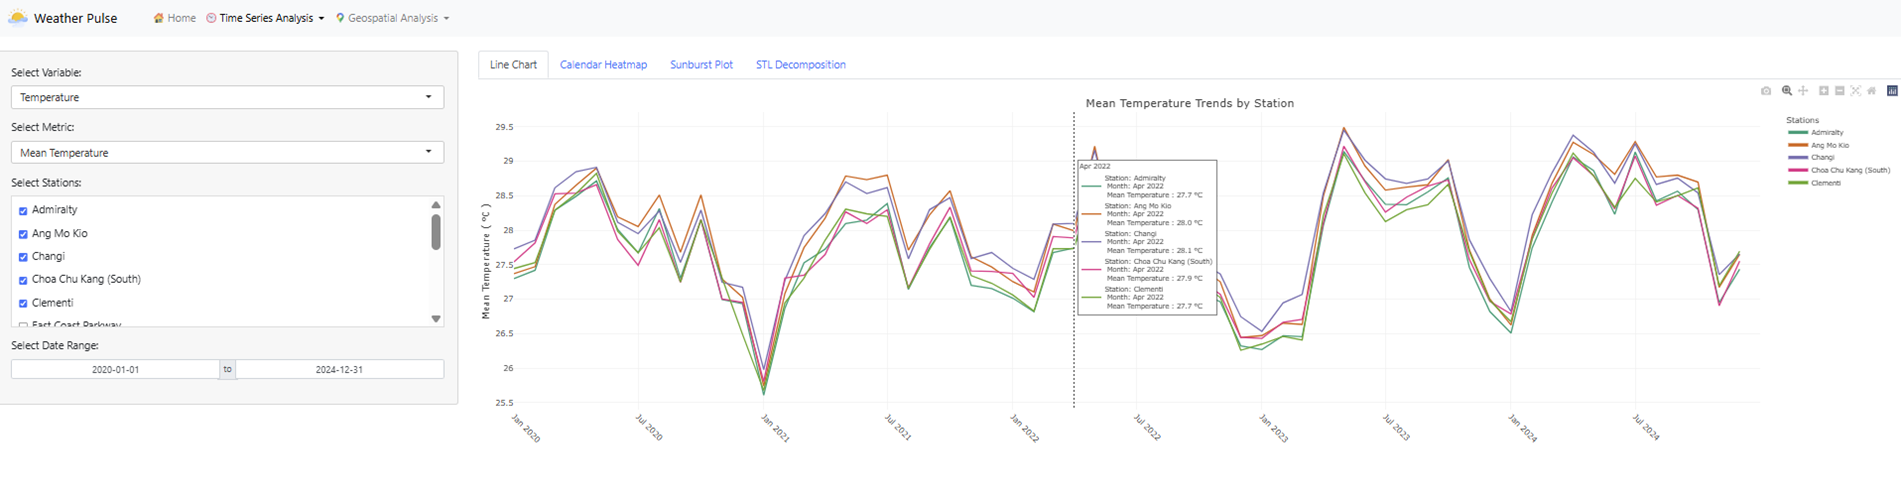 Weather Pulse
Home
Time Series Analysis
Geospatial Analysis
Select Variable:
Temperature
Select Metric:
Mean Temperature
Select Stations:
Admiralty
Ang Mo Kio
Changi
Choa Chu Kang (South)
Clementi
East Coast Parkway
Select Date Range:
2020-01-01 to 2024-12-31
Line Chart
Calendar Heatmap
Sunburst Plot
STL Decomposition
Mean Temperature Trends by Station
Mean Temperature ( °C )
29.5
29
28.5
28
27.5
27
26.5
26
25.5
Jan 2020
Jul 2020
Jan 2021
Jul 2021
Jan 2022
Jul 2022
Jan 2023
Jul 2023
Jan 2024
Jul 2024
Apr 2022
Station: Admiralty
Month: Apr 2022
Mean Temperature : 27.7 °C
Station: Ang Mo Kio
Month: Apr 2022
Mean Temperature : 28.0 °C
Station: Changi
Month: Apr 2022
Mean Temperature : 28.1 °C
Station: Choa Chu Kang (South)
Month: Apr 2022
Mean Temperature : 27.9 °C
Station: Clementi
Month: Apr 2022
Mean Temperature : 27.7 °C
Stations
Admiralty
Ang Mo Kio
Changi
Choa Chu Kang (South)
Clementi